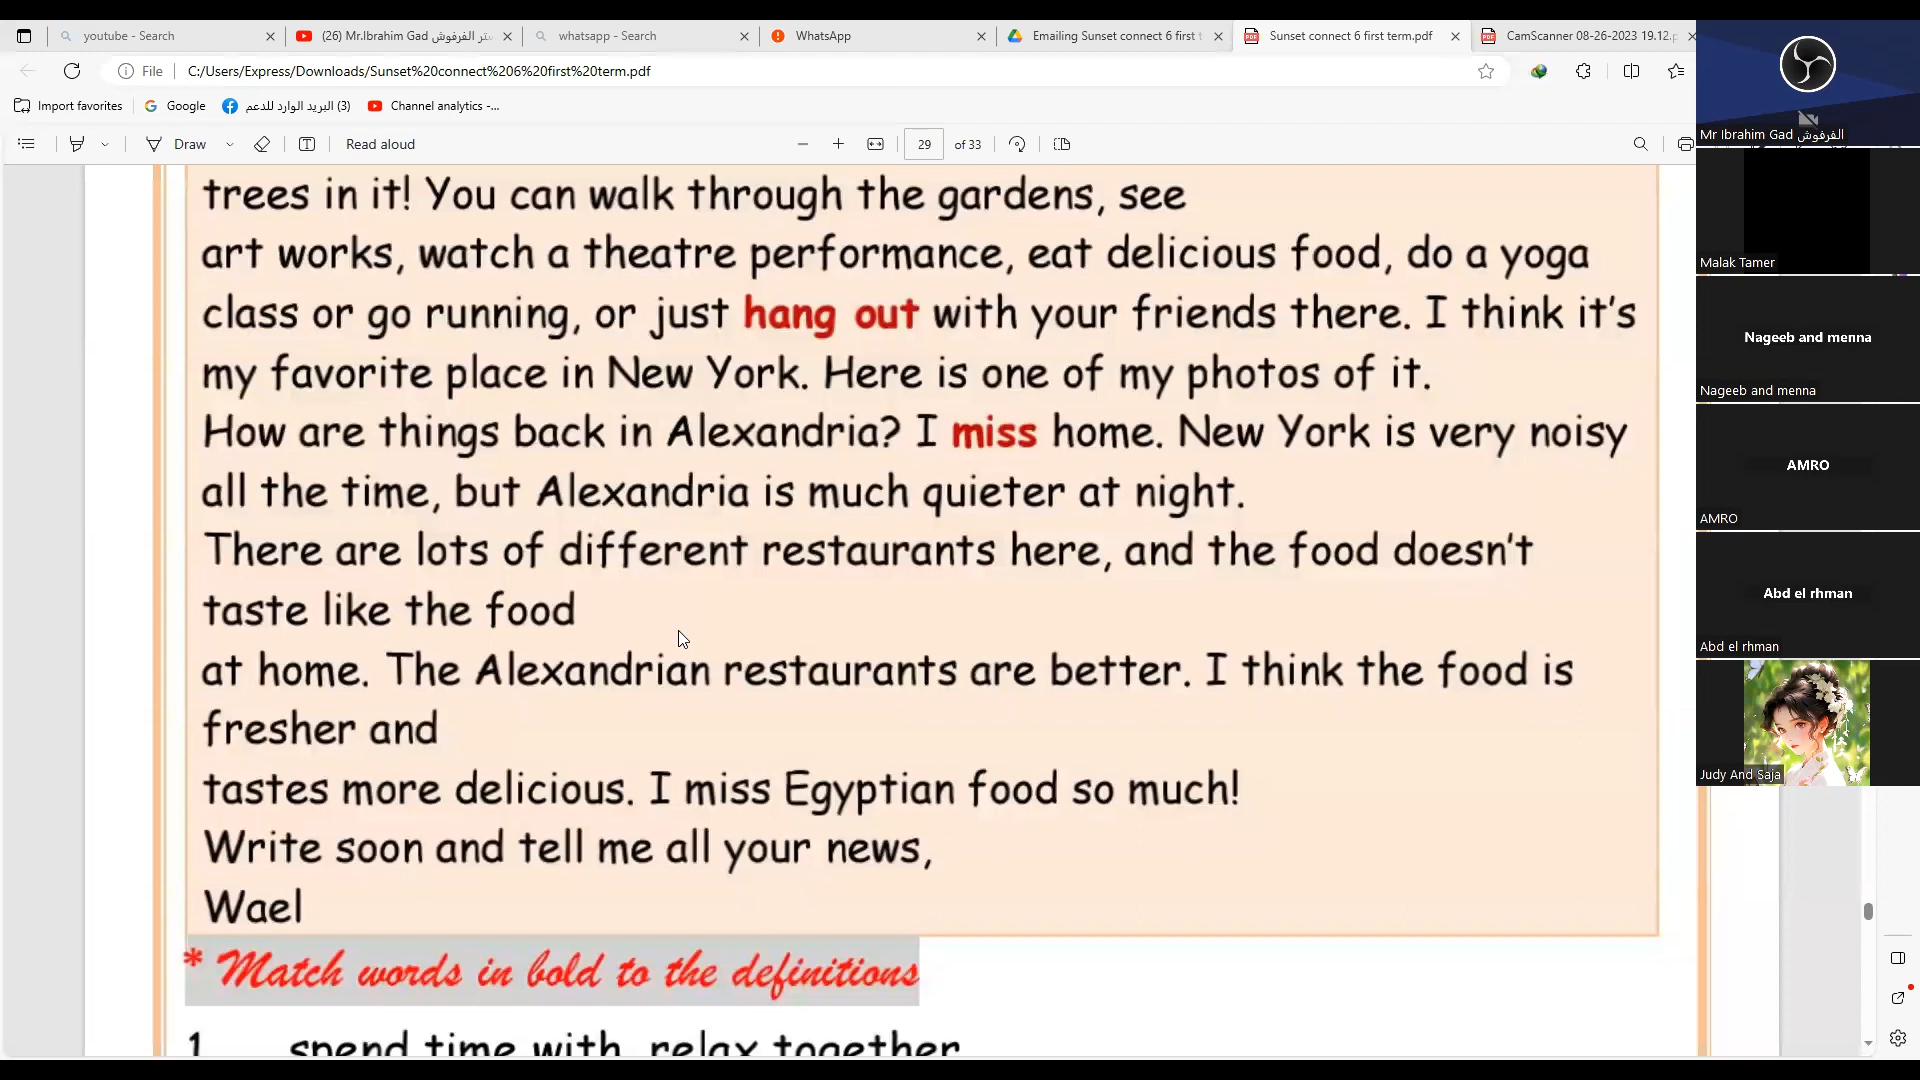 youtube - Search
(26) Mr.Ibrahim Gad ستر الفرفوش
whatsapp - Search
WhatsApp
Emailing Sunset connect 6 first t
Sunset connect 6 first term.pdf
CamScanner 08-26-2023 19.12.p
File
C:/Users/Express/Downloads/Sunset%20connect%206%20first%20term.pdf
Import favorites
Google
(3) البريد الوارد للدعم
Channel analytics -...
Draw
Read aloud
29
of 33
trees in it! You can walk through the gardens, see
art works, watch a theatre performance, eat delicious food, do a yoga
class or go running, or just hang out with your friends there. I think it's
my favorite place in New York. Here is one of my photos of it.
How are things back in Alexandria? I miss home. New York is very noisy
all the time, but Alexandria is much quieter at night.
There are lots of different restaurants here, and the food doesn't
taste like the food
at home. The Alexandrian restaurants are better. I think the food is
fresher and
tastes more delicious. I miss Egyptian food so much!
Write soon and tell me all your news,
Wael
* Match words in bold to the definitions
1 spend time with, relax together
Mr Ibrahim Gad الفرفوش
Malak Tamer
Nageeb and menna
Nageeb and menna
AMRO
AMRO
Abd el rhman
Abd el rhman
Judy And Saja